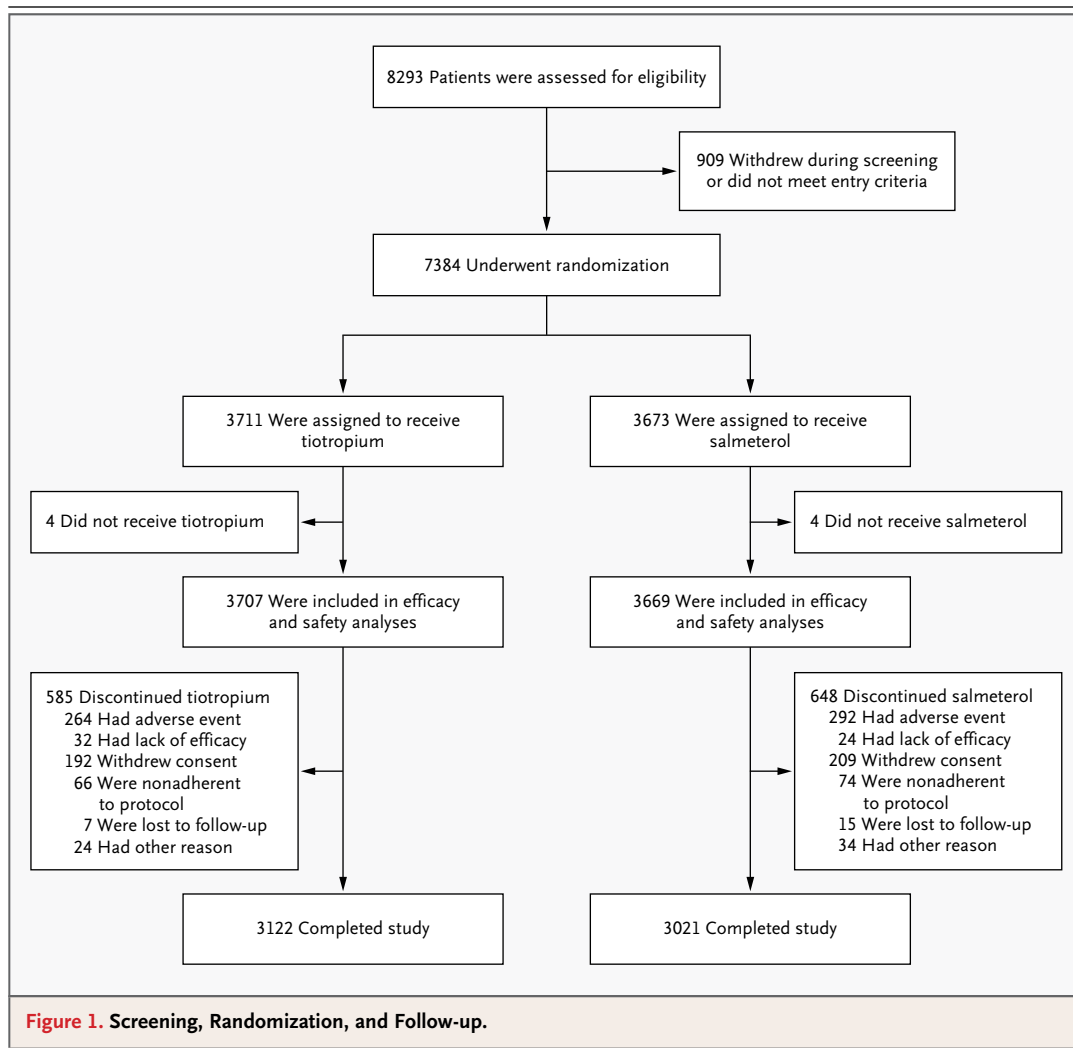 8293 Patients were assessed for eligibility
909 Withdrew during screening
or did not meet entry criteria
7384 Underwent randomization
3711 Were assigned to receive
tiotropium
3673 Were assigned to receive
salmeterol
4 Did not receive tiotropium
4 Did not receive salmeterol
3707 Were included in efficacy
and safety analyses
3669 Were included in efficacy
and safety analyses
585 Discontinued tiotropium
264 Had adverse event
32 Had lack of efficacy
192 Withdrew consent
66 Were nonadherent
to protocol
7 Were lost to follow-up
24 Had other reason
648 Discontinued salmeterol
292 Had adverse event
24 Had lack of efficacy
209 Withdrew consent
74 Were nonadherent
to protocol
15 Were lost to follow-up
34 Had other reason
3122 Completed study
3021 Completed study
Figure 1. Screening, Randomization, and Follow-up.